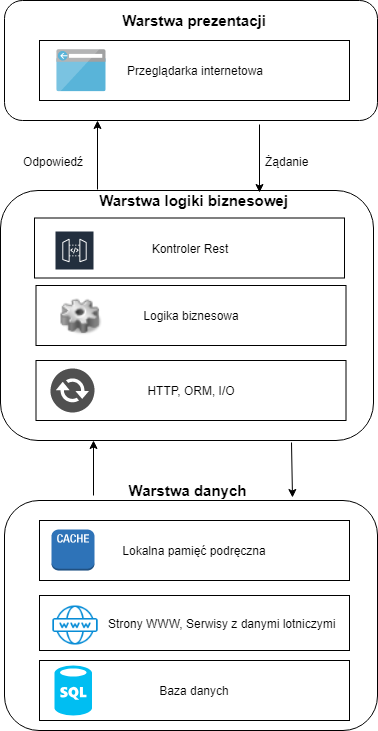 Warstwa prezentacji
Przeglądarka internetowa
Odpowiedź
Żądanie
Warstwa logiki biznesowej
</>
Kontroler Rest
Logika biznesowa
HTTP, ORM, I/O
Warstwa danych
CACHE
Lokalna pamięć podręczna
WWW
Strony WWW, Serwisy z danymi lotniczymi
SQL
Baza danych